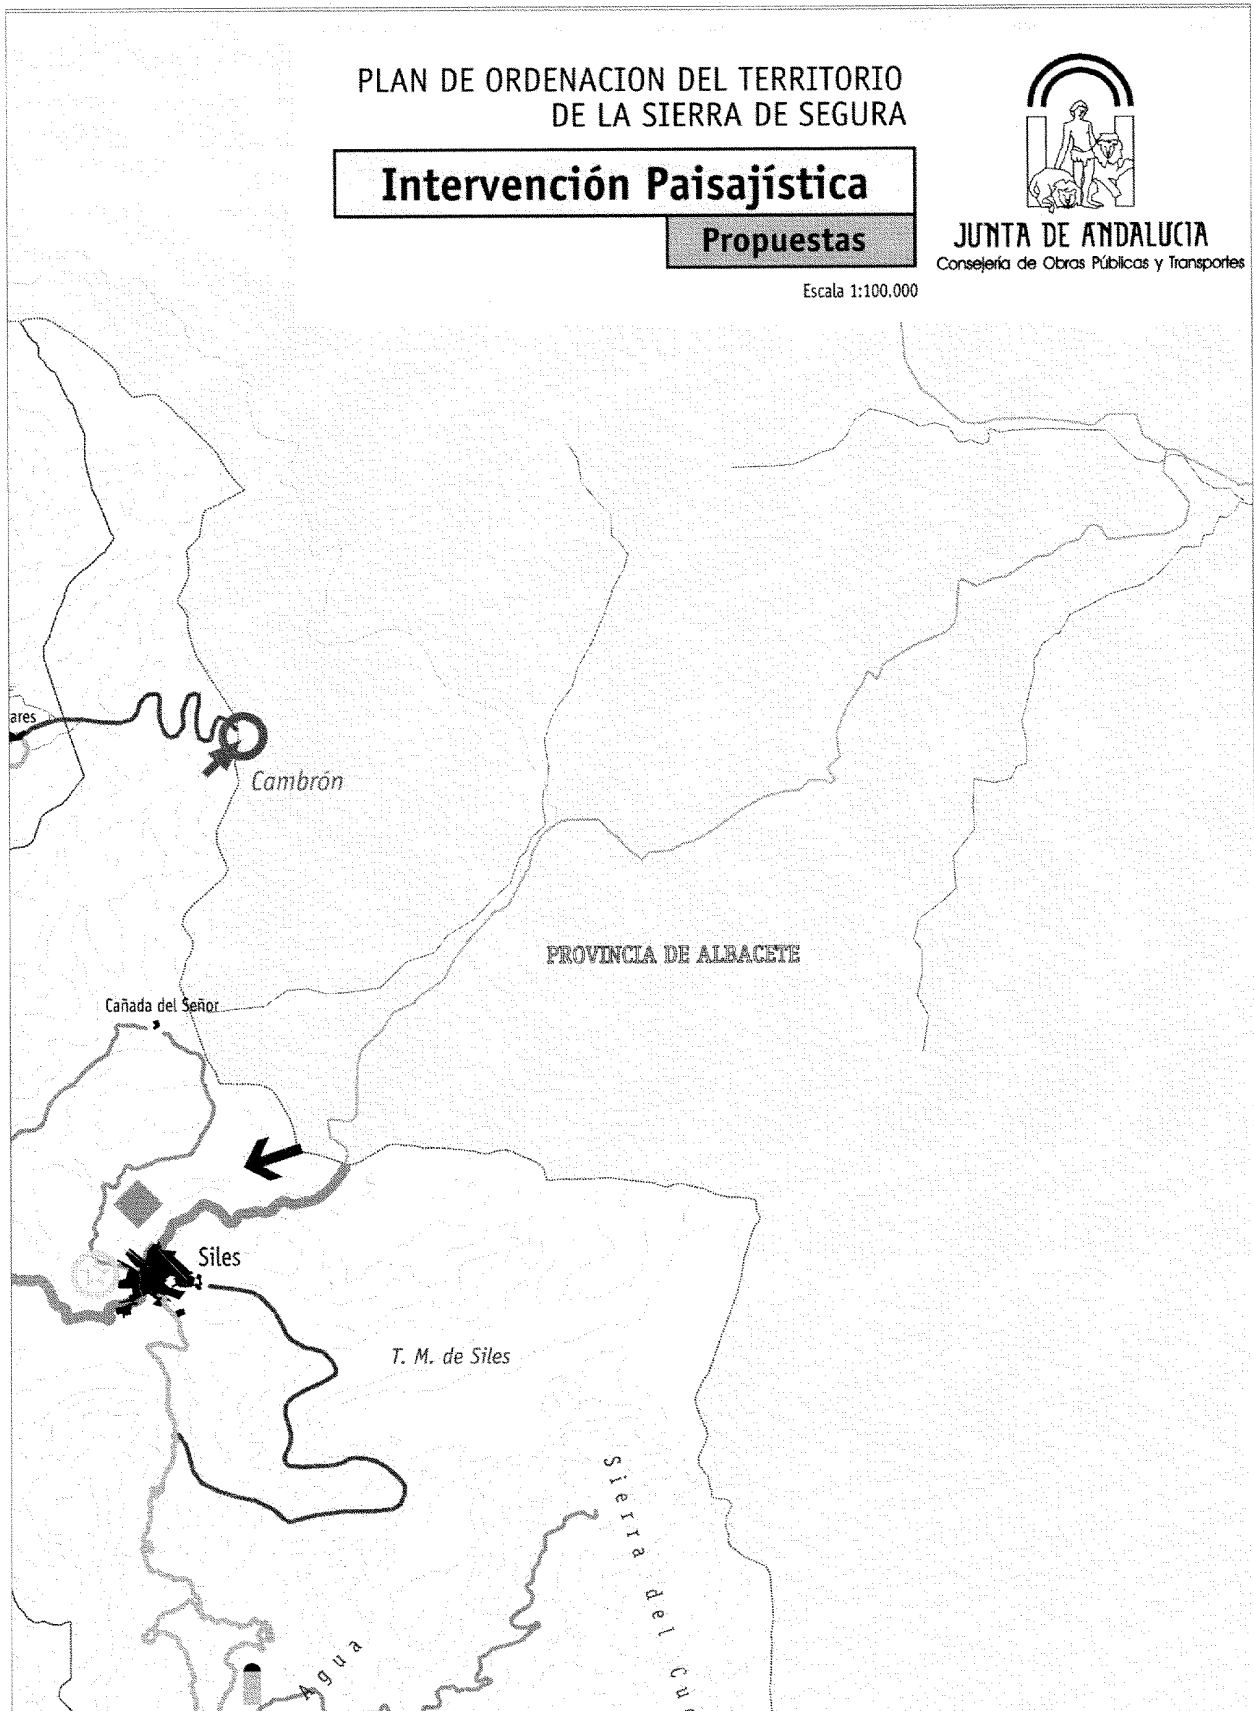 PLAN DE ORDENACION DEL TERRITORIO
DE LA SIERRA DE SEGURA
Intervención Paisajística
Propuestas
Escala 1:100.000
JUNTA DE ANDALUCIA
Consejería de Obras Públicas y Transportes
ares
Cambrón
PROVINCIA DE ALBACETE
Cañada del Señor
Siles
T. M. de Siles
Sierra del Cu
Agua